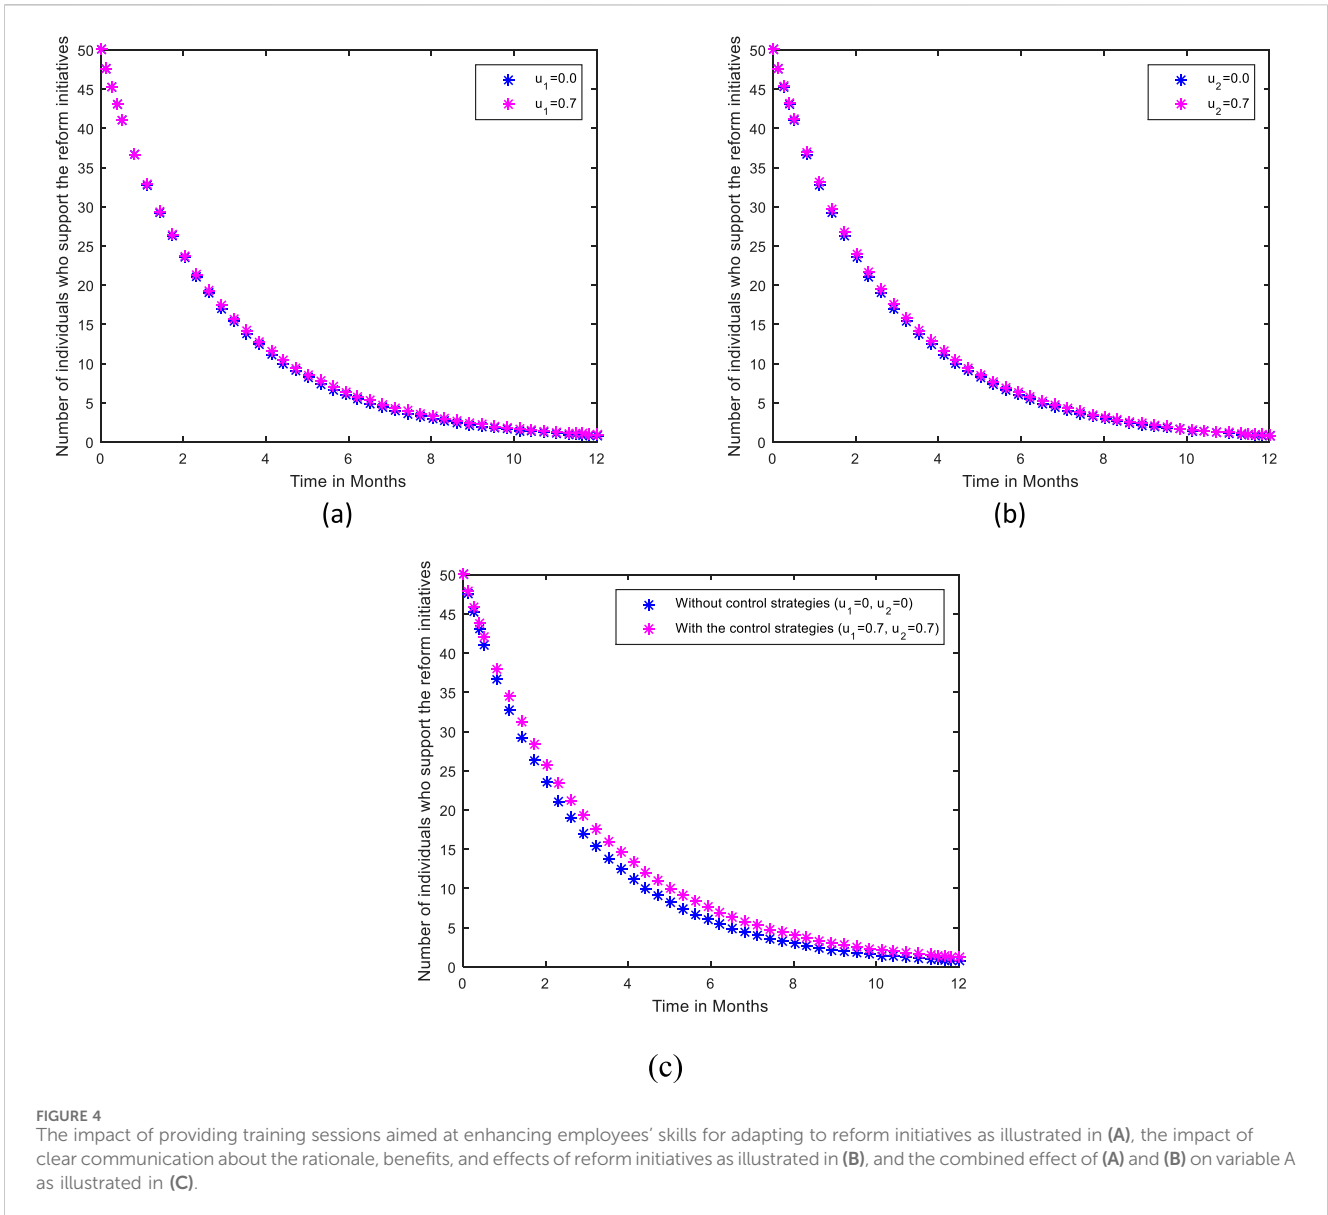 Number of individuals who support the reform initiatives
50
45
40
35
30
25
20
15
10
5
0
0 2 4 6 8 10 12
Time in Months
u1=0.0
u1=0.7
(a)
Number of individuals who support the reform initiatives
50
45
40
35
30
25
20
15
10
5
0
0 2 4 6 8 10 12
Time in Months
u2=0.0
u2=0.7
(b)
Number of individuals who support the reform initiatives
50
45
40
35
30
25
20
15
10
5
0
0 2 4 6 8 10 12
Time in Months
Without control strategies (u1=0, u2=0)
With the control strategies (u1=0.7, u2=0.7)
(c)
FIGURE 4
The impact of providing training sessions aimed at enhancing employees’ skills for adapting to reform initiatives as illustrated in (A), the impact of
clear communication about the rationale, benefits, and effects of reform initiatives as illustrated in (B), and the combined effect of (A) and (B) on variable A
as illustrated in (C).